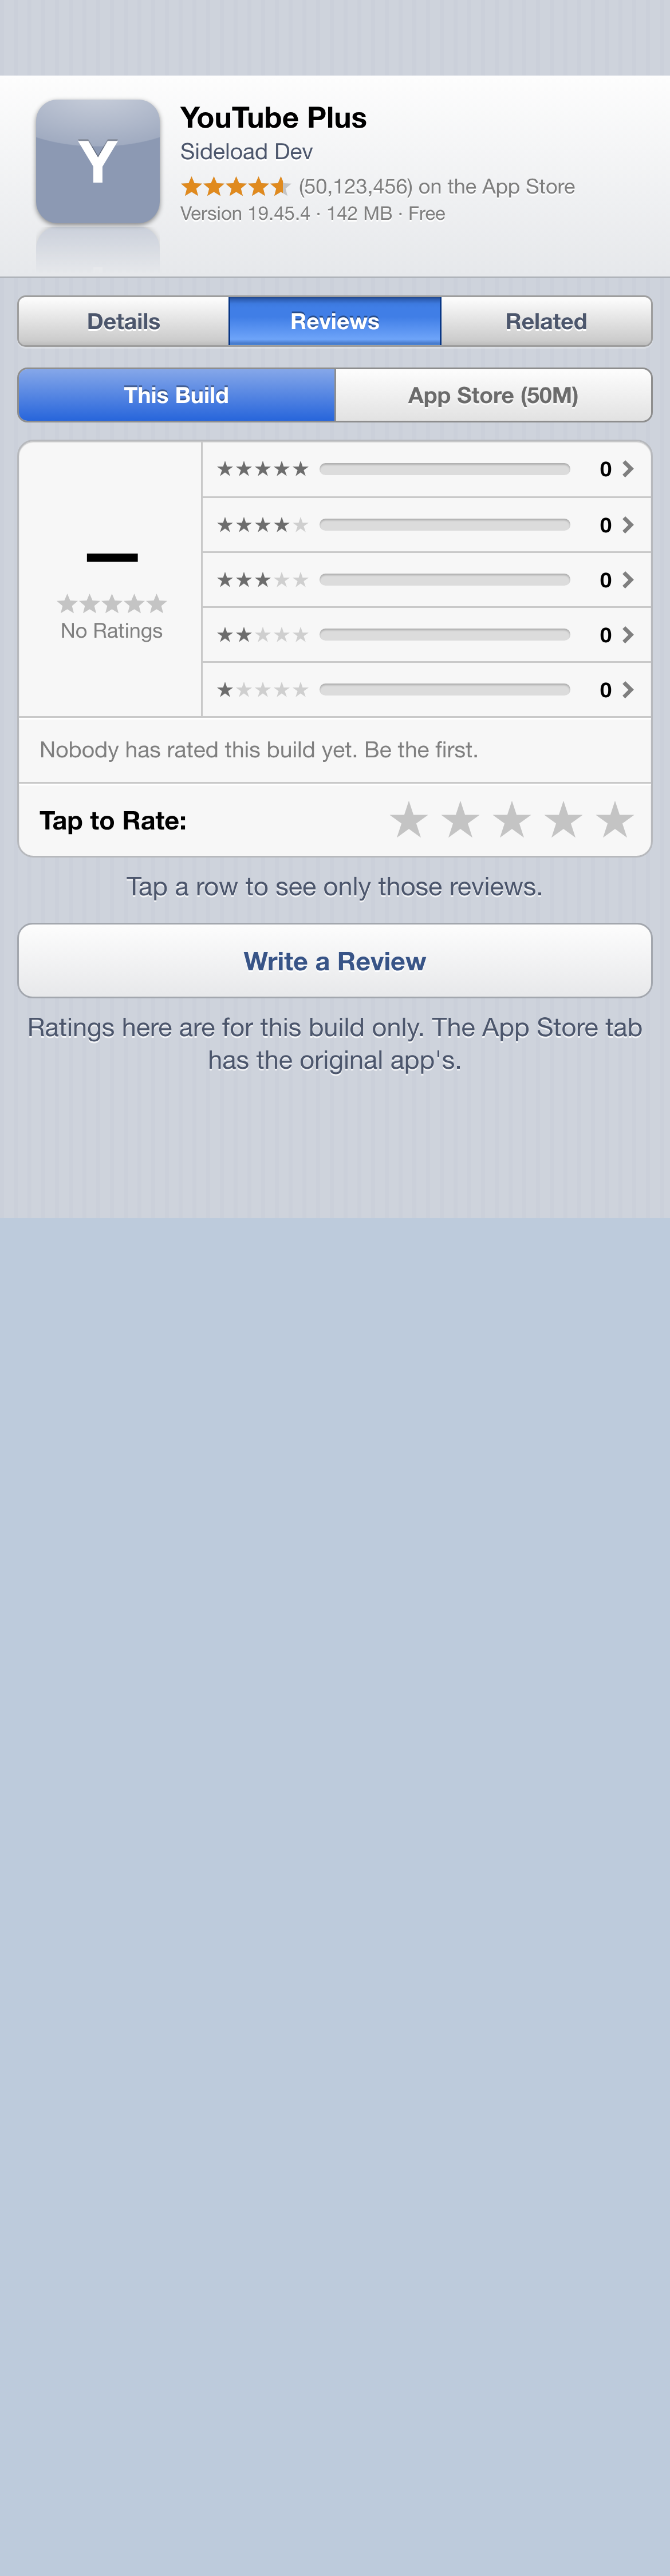 Y
YouTube Plus
Sideload Dev
(50,123,456) on the App Store
Version 19.45.4 · 142 MB · Free
Details
Reviews
Related
This Build
App Store (50M)
★★★★★ 0
★★★★★ 0
★★★★★ 0
★★★★★ 0
★★★★★ 0
—
No Ratings
Nobody has rated this build yet. Be the first.
Tap to Rate:
Tap a row to see only those reviews.
Write a Review
Ratings here are for this build only. The App Store tab
has the original app's.